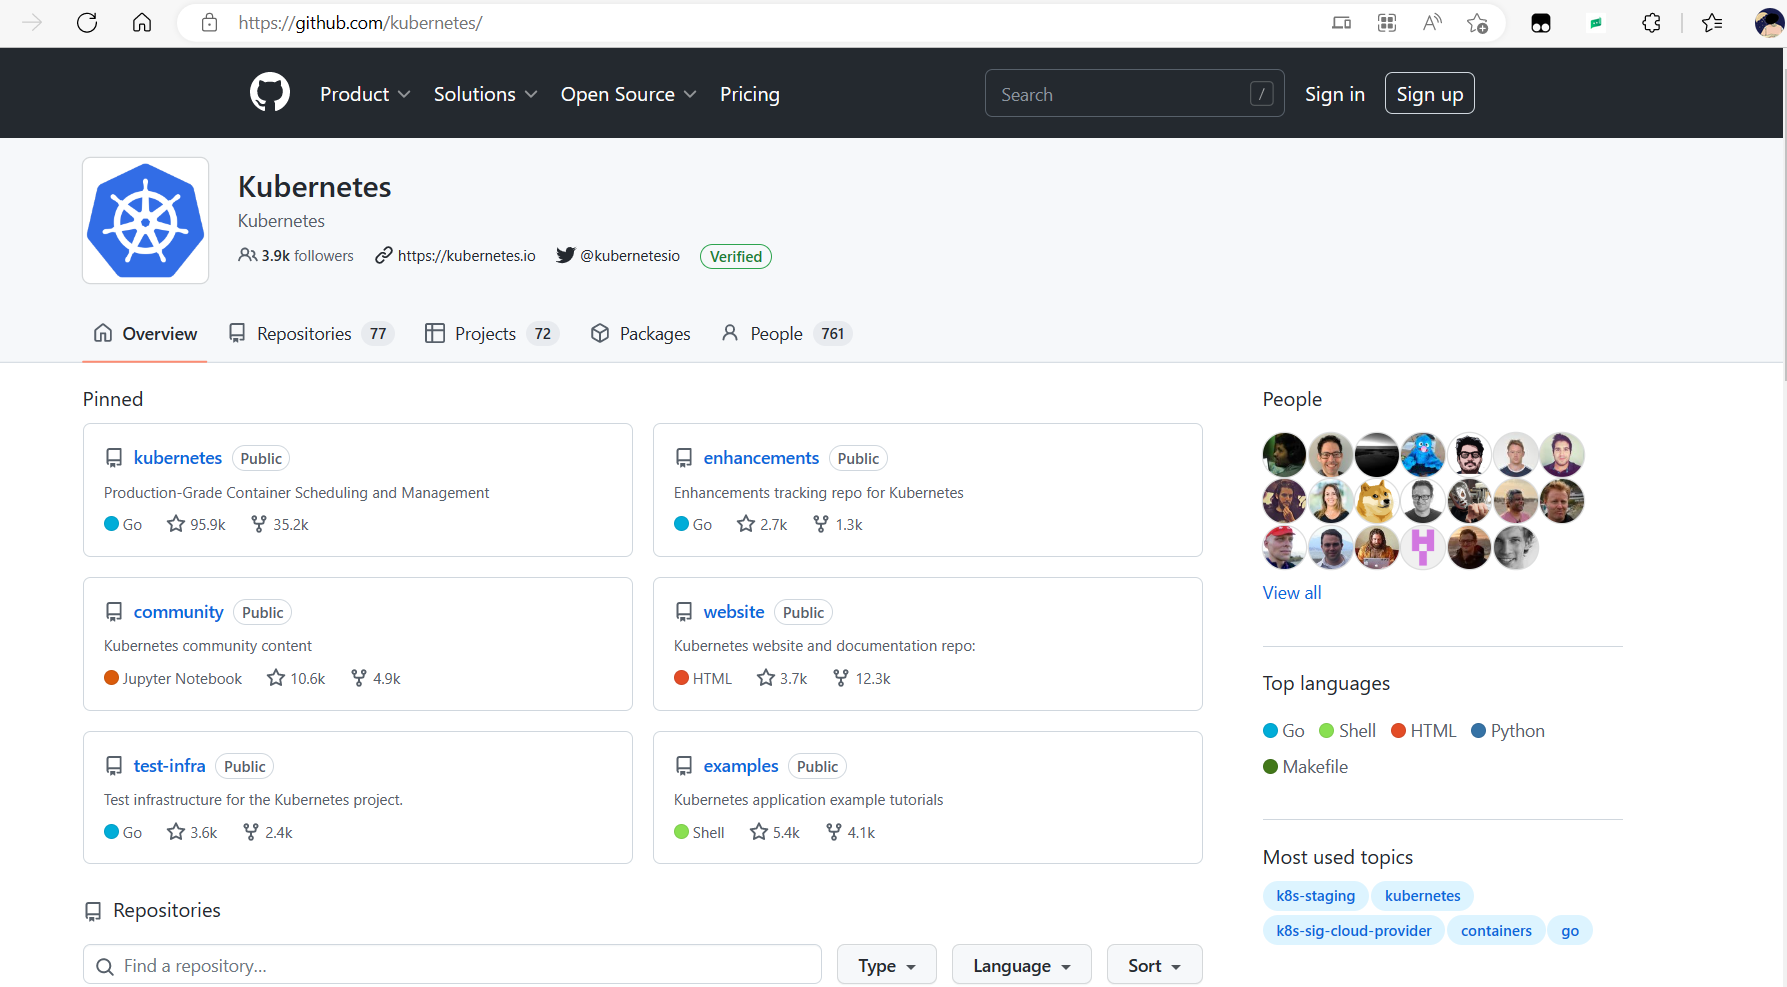 https://github.com/kubernetes/
Product Solutions Open Source Pricing Search / Sign in Sign up
Kubernetes
Kubernetes
3.9k followers https://kubernetes.io @kubernetesio Verified
Overview Repositories 77 Projects 72 Packages People 761
Pinned
kubernetes Public
Production-Grade Container Scheduling and Management
Go 95.9k 35.2k
enhancements Public
Enhancements tracking repo for Kubernetes
Go 2.7k 1.3k
community Public
Kubernetes community content
Jupyter Notebook 10.6k 4.9k
website Public
Kubernetes website and documentation repo:
HTML 3.7k 12.3k
test-infra Public
Test infrastructure for the Kubernetes project.
Go 3.6k 2.4k
examples Public
Kubernetes application example tutorials
Shell 5.4k 4.1k
Repositories
Find a repository… Type Language Sort
People
View all
Top languages
Go Shell HTML Python
Makefile
Most used topics
k8s-staging kubernetes
k8s-sig-cloud-provider containers go